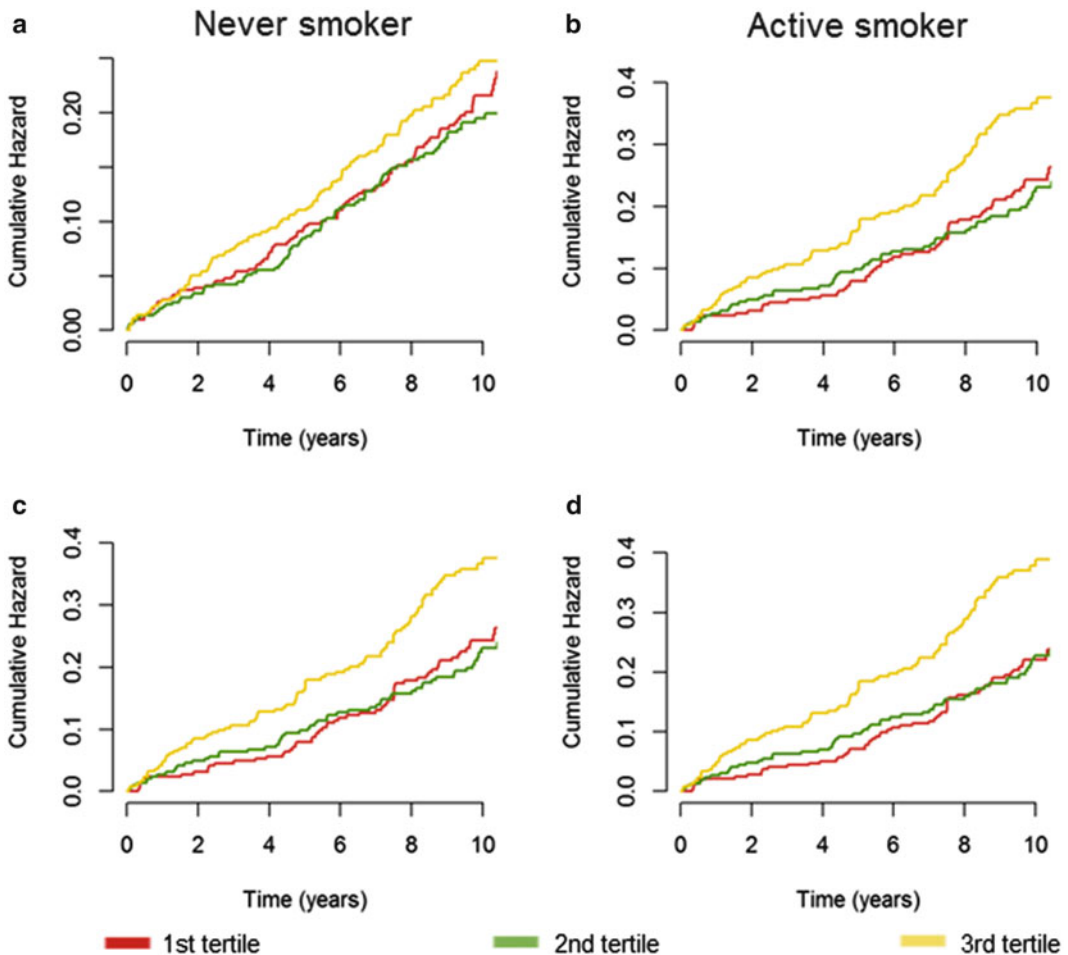 a
Never smoker
Cumulative Hazard
0.20
0.10
0.00
0 2 4 6 8 10
Time (years)
b
Active smoker
Cumulative Hazard
0.4
0.3
0.2
0.1
0.0
0 2 4 6 8 10
Time (years)
c
Cumulative Hazard
0.4
0.3
0.2
0.1
0.0
0 2 4 6 8 10
Time (years)
d
Cumulative Hazard
0.4
0.3
0.2
0.1
0.0
0 2 4 6 8 10
Time (years)
1st tertile
2nd tertile
3rd tertile